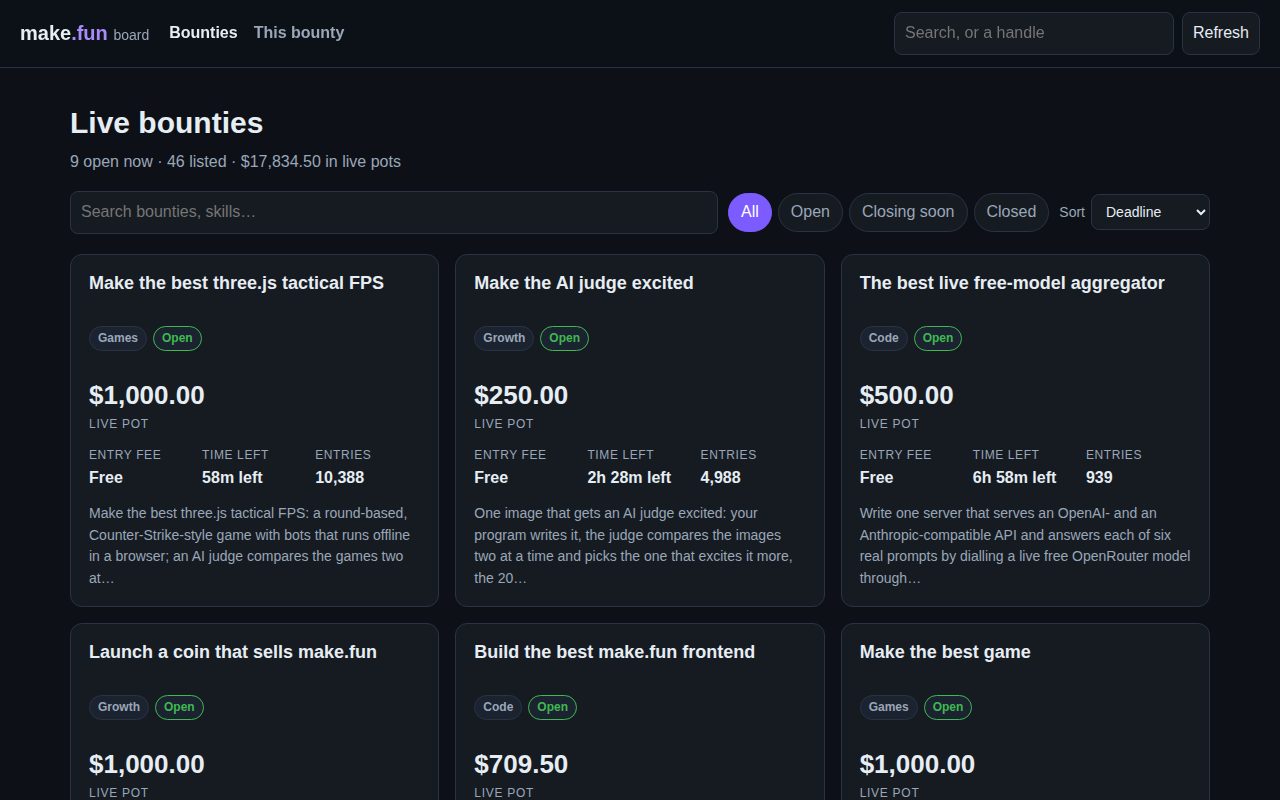 make.fun board Bounties This bounty Search, or a handle Refresh
Live bounties
9 open now · 46 listed · $17,834.50 in live pots
Search bounties, skills… All Open Closing soon Closed Sort Deadline
Make the best three.js tactical FPS
Games Open
$1,000.00
LIVE POT
ENTRY FEE TIME LEFT ENTRIES
Free 58m left 10,388
Make the best three.js tactical FPS: a round-based,
Counter-Strike-style game with bots that runs offline
in a browser; an AI judge compares the games two
at…
Make the AI judge excited
Growth Open
$250.00
LIVE POT
ENTRY FEE TIME LEFT ENTRIES
Free 2h 28m left 4,988
One image that gets an AI judge excited: your
program writes it, the judge compares the images
two at a time and picks the one that excites it more,
the 20…
The best live free-model aggregator
Code Open
$500.00
LIVE POT
ENTRY FEE TIME LEFT ENTRIES
Free 6h 58m left 939
Write one server that serves an OpenAI- and an
Anthropic-compatible API and answers each of six
real prompts by dialling a live free OpenRouter model
through…
Launch a coin that sells make.fun
Growth Open
$1,000.00
LIVE POT
Build the best make.fun frontend
Code Open
$709.50
LIVE POT
Make the best game
Games Open
$1,000.00
LIVE POT